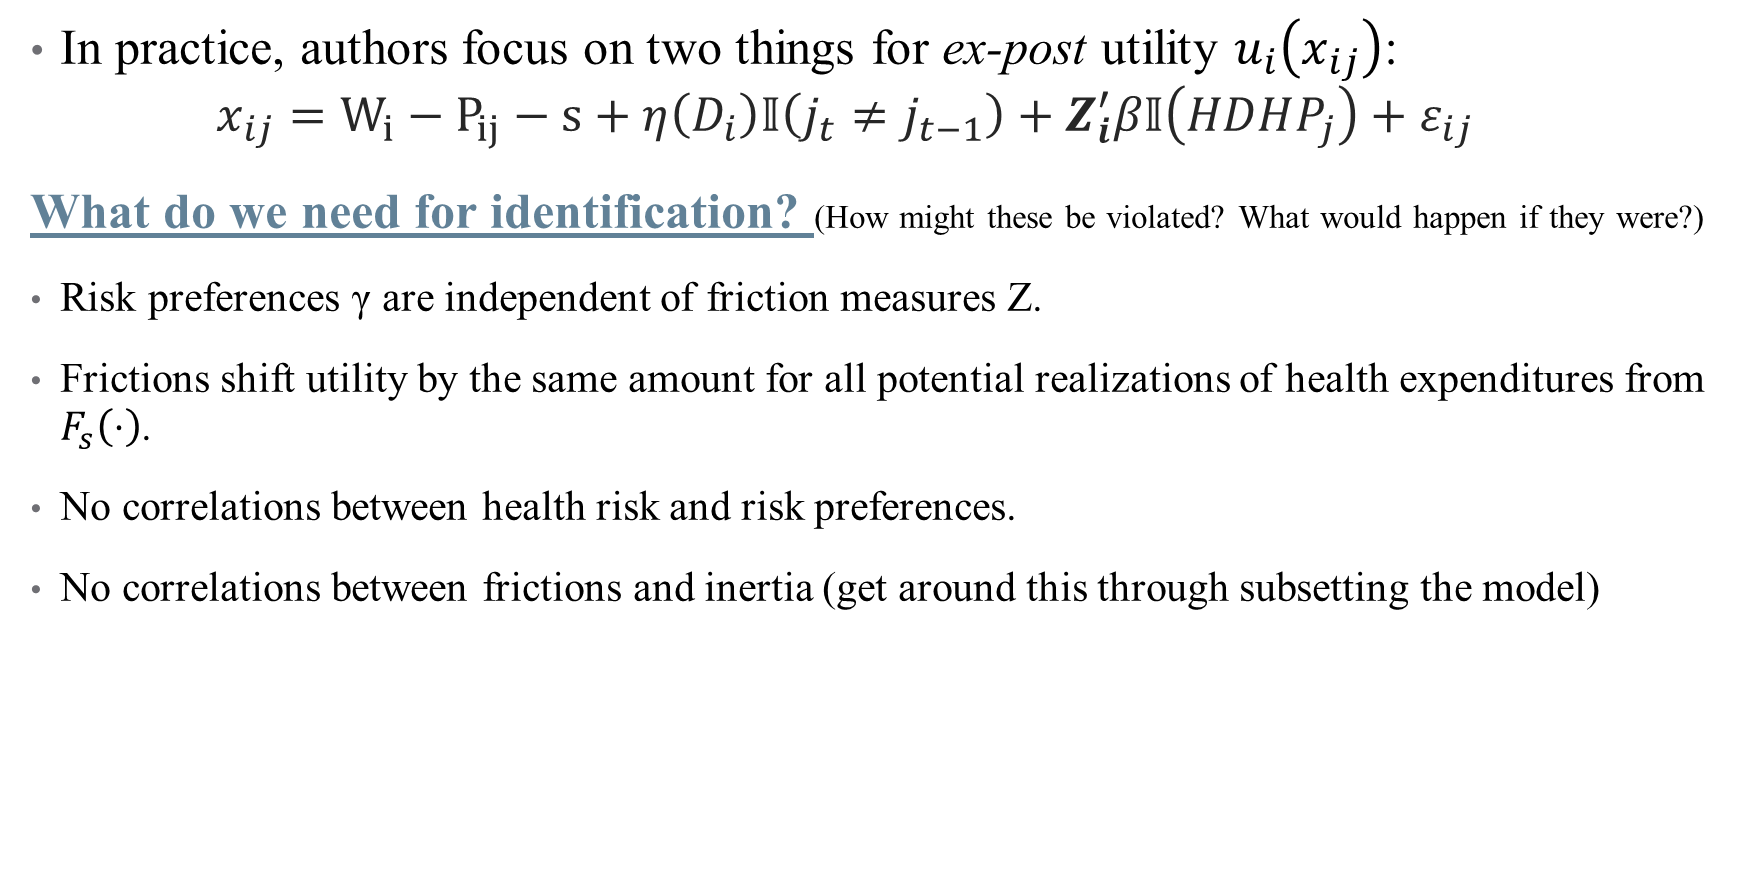 • In practice, authors focus on two things for ex-post utility 𝑢ᵢ(𝑥ᵢⱼ):
𝑥ᵢⱼ = Wᵢ − Pᵢⱼ − s + 𝜂(𝐷ᵢ)𝕀(𝑗ₜ ≠ 𝑗ₜ₋₁) + 𝒁ᵢ′𝛽𝕀(𝐻𝐷𝐻𝑃ⱼ) + 𝜀ᵢⱼ
What do we need for identification? (How might these be violated? What would happen if they were?)
• Risk preferences γ are independent of friction measures Z.
• Frictions shift utility by the same amount for all potential realizations of health expenditures from
𝐹ₛ(·).
• No correlations between health risk and risk preferences.
• No correlations between frictions and inertia (get around this through subsetting the model)